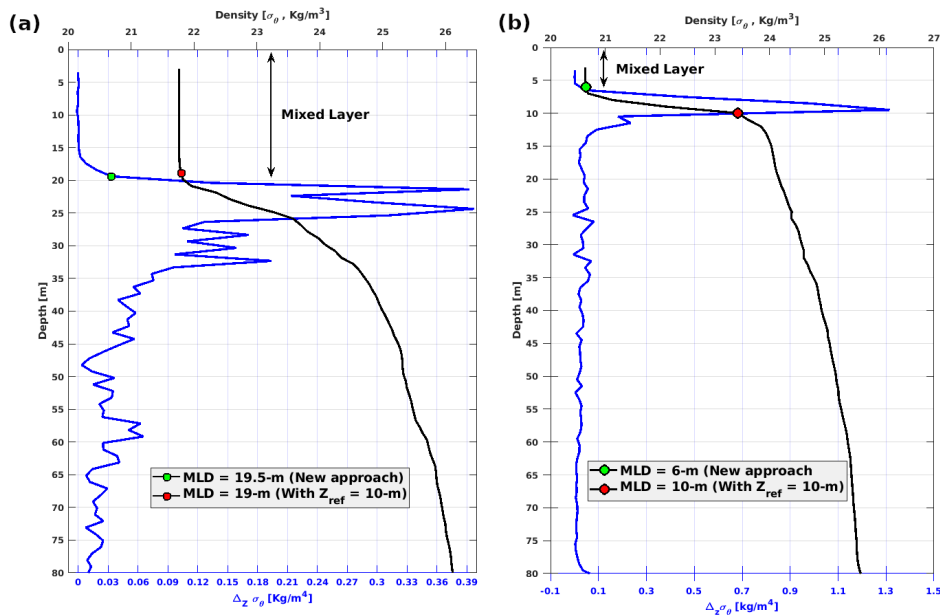 (a)
Density [σθ , Kg/m³]
20 21 22 23 24 25 26
0
5
10
15
20
25
30
35
40
45
50
55
60
65
70
75
80
Depth [m]
Mixed Layer
MLD = 19.5-m (New approach)
MLD = 19-m (With Zref = 10-m)
0 0.03 0.06 0.09 0.12 0.15 0.18 0.21 0.24 0.27 0.3 0.33 0.36 0.39
ΔZ σθ [Kg/m⁴]
(b)
Density [σθ , Kg/m³]
20 21 22 23 24 25 26 27
0
5
10
15
20
25
30
35
40
45
50
55
60
65
70
75
80
Depth [m]
Mixed Layer
MLD = 6-m (New approach
MLD = 10-m (With Zref = 10-m)
-0.1 0.1 0.3 0.5 0.7 0.9 1.1 1.3 1.5
Δzσθ [Kg/m⁴]